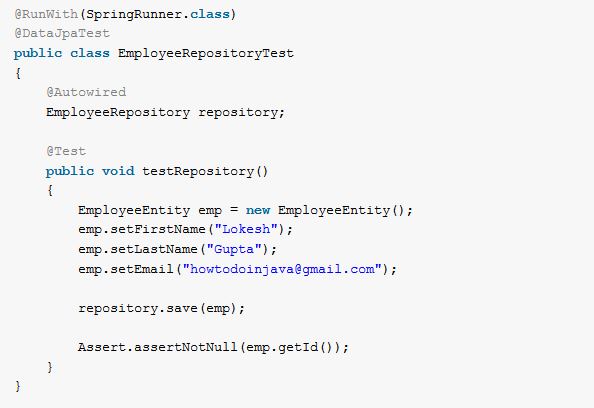 @RunWith(SpringRunner.class)
@DataJpaTest
public class EmployeeRepositoryTest
{
    @Autowired
    EmployeeRepository repository;

    @Test
    public void testRepository()
    {
        EmployeeEntity emp = new EmployeeEntity();
        emp.setFirstName("Lokesh");
        emp.setLastName("Gupta");
        emp.setEmail("howtodoinjava@gmail.com");

        repository.save(emp);

        Assert.assertNotNull(emp.getId());
    }
}